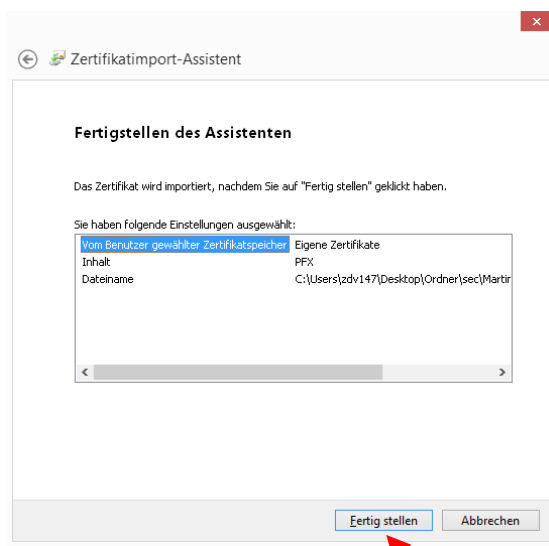 Zertifikatimport-Assistent
Fertigstellen des Assistenten
Das Zertifikat wird importiert, nachdem Sie auf "Fertig stellen" geklickt haben.
Sie haben folgende Einstellungen ausgewählt:
Vom Benutzer gewählter Zertifikatspeicher Eigene Zertifikate
Inhalt PFX
Dateiname C:\Users\zdv147\Desktop\Ordner\sec\Martir
Fertig stellen Abbrechen